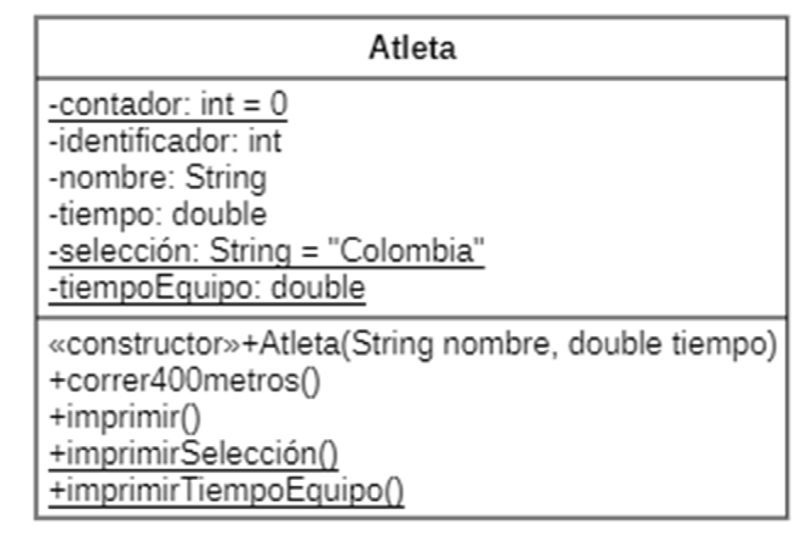 Atleta
-contador: int = 0
-identificador: int
-nombre: String
-tiempo: double
-selección: String = "Colombia"
-tiempoEquipo: double
«constructor»+Atleta(String nombre, double tiempo)
+correr400metros()
+imprimir()
+imprimirSelección()
+imprimirTiempoEquipo()